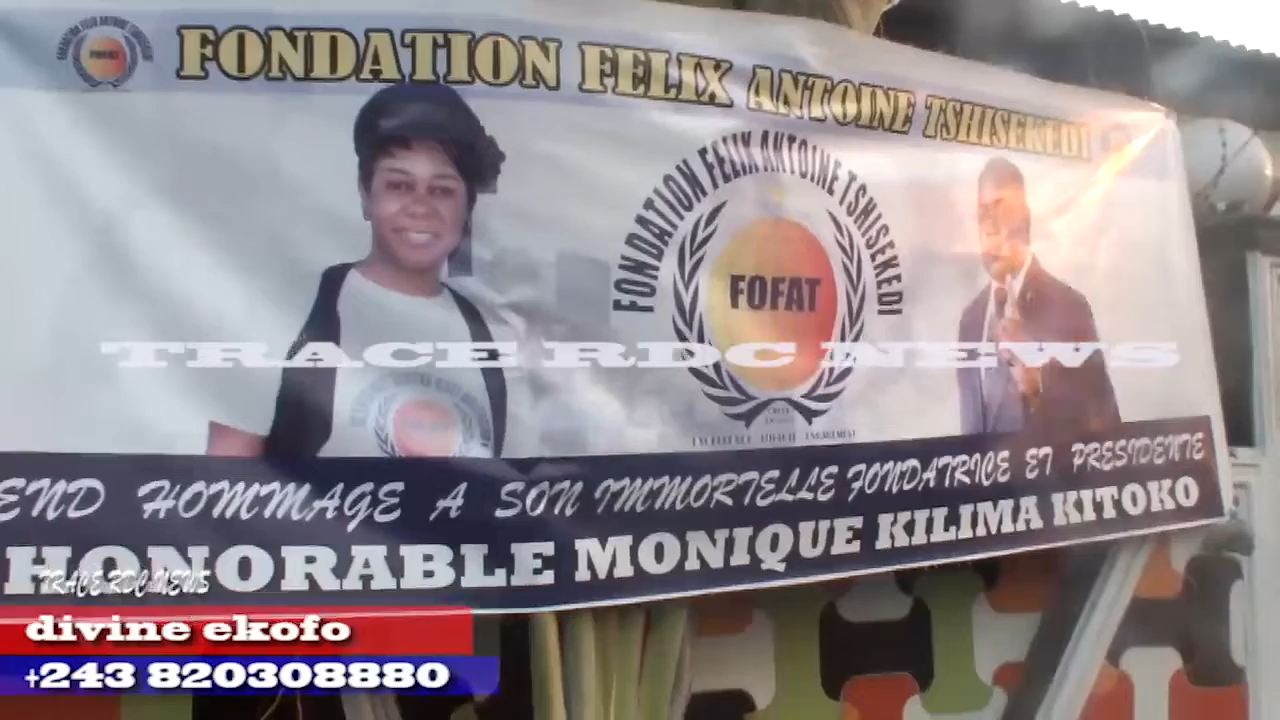 FONDATION FELIX ANTOINE TSHISEKEDI
FOFAT
FONDATION FELIX ANTOINE TSHISEKEDI
FOFAT
TRACE RDC NEWS
END HOMMAGE A SON IMMORTELLE FONDATRICE ET PRESIDENTE
HONORABLE MONIQUE KILIMA KITOKO
TRACE RDC NEWS
divine ekofo
+243 820308880